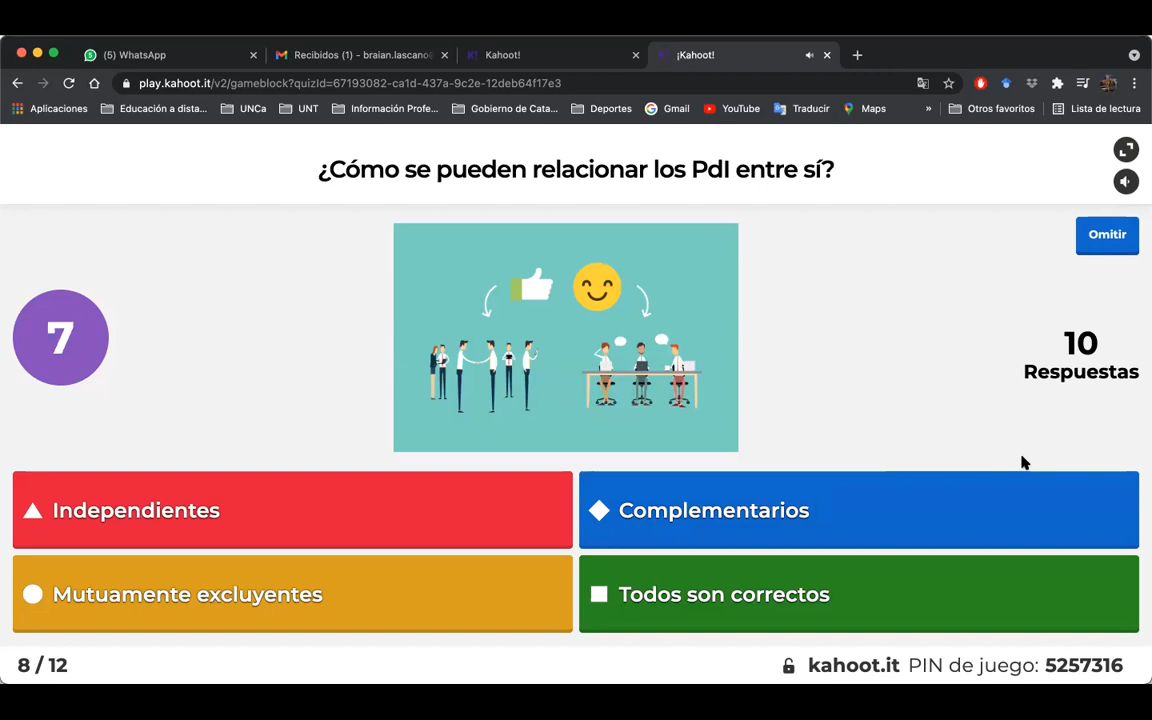 (5) WhatsApp
Recibidos (1) - braian.lascano@
Kahoot!
¡Kahoot!
play.kahoot.it/v2/gameblock?quizId=67193082-ca1d-437a-9c2e-12deb64f17e3
Aplicaciones
Educación a dista...
UNCa
UNT
Información Profe...
Gobierno de Cata...
Deportes
Gmail
YouTube
Traducir
Maps
»
Otros favoritos
Lista de lectura
¿Cómo se pueden relacionar los PdI entre sí?
Omitir
7
10
Respuestas
Independientes
Complementarios
Mutuamente excluyentes
Todos son correctos
8 / 12
kahoot.it PIN de juego: 5257316